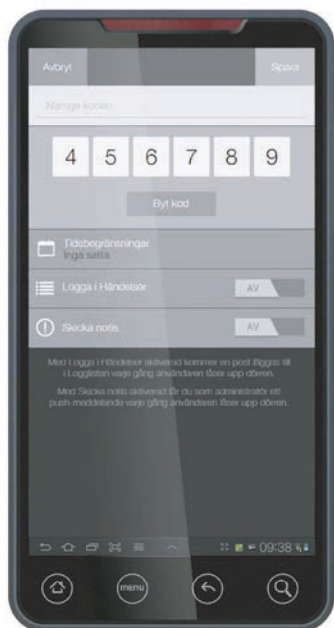 Avbryt Spara
Namge koden
4 5 6 7 8 9
Byt kod
Tidsbegränsningar
Inga satta
Logga i Händelser AV
Skicka notis AV
Med Logga i Händelser aktiverad kommer en post läggas till
i Logglistan varje gång användaren låser upp dörren.
Med Skicka notis aktiverad får du som administratör ett
push-meddelande varje gång användaren låser upp dörren.
09:38
menu